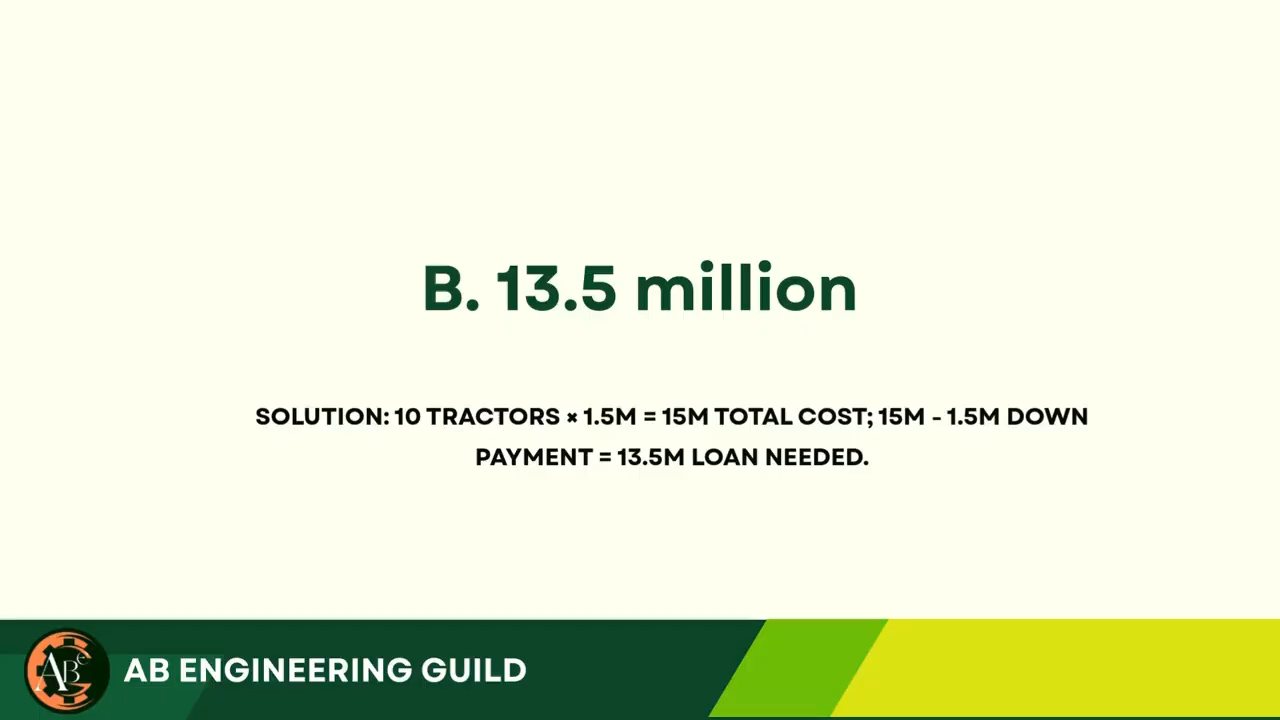 B. 13.5 million
SOLUTION: 10 TRACTORS × 1.5M = 15M TOTAL COST; 15M - 1.5M DOWN
PAYMENT = 13.5M LOAN NEEDED.
ABe
AB ENGINEERING GUILD